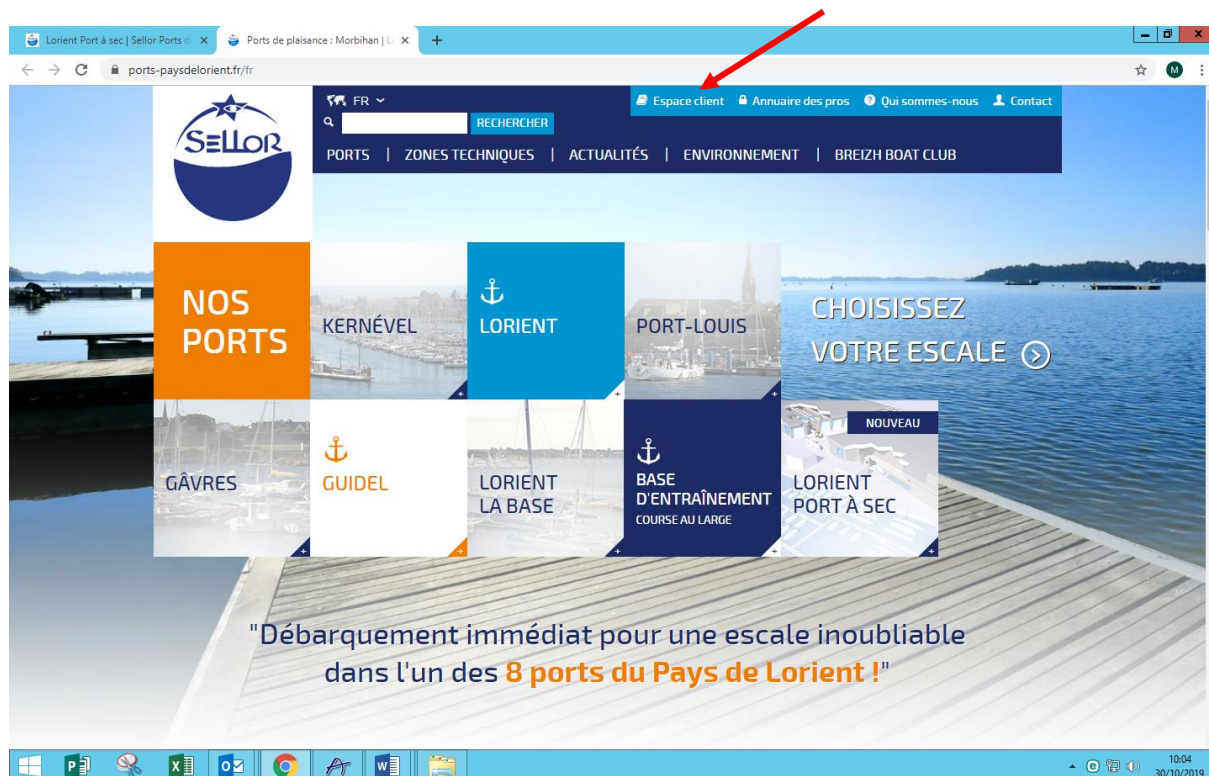 Lorient Port à sec | Sellor Ports d
Ports de plaisance : Morbihan | L
ports-paysdelorient.fr/fr
M
SELLOR
FR
Espace client Annuaire des pros Qui sommes-nous Contact
RECHERCHER
PORTS | ZONES TECHNIQUES | ACTUALITÉS | ENVIRONNEMENT | BREIZH BOAT CLUB
NOS
PORTS
KERNÉVEL
LORIENT
PORT-LOUIS
CHOISISSEZ
VOTRE ESCALE
GÂVRES
GUIDEL
LORIENT
LA BASE
BASE
D'ENTRAÎNEMENT
COURSE AU LARGE
NOUVEAU
LORIENT
PORT À SEC
"Débarquement immédiat pour une escale inoubliable
dans l'un des 8 ports du Pays de Lorient !"
10:04
30/10/2019